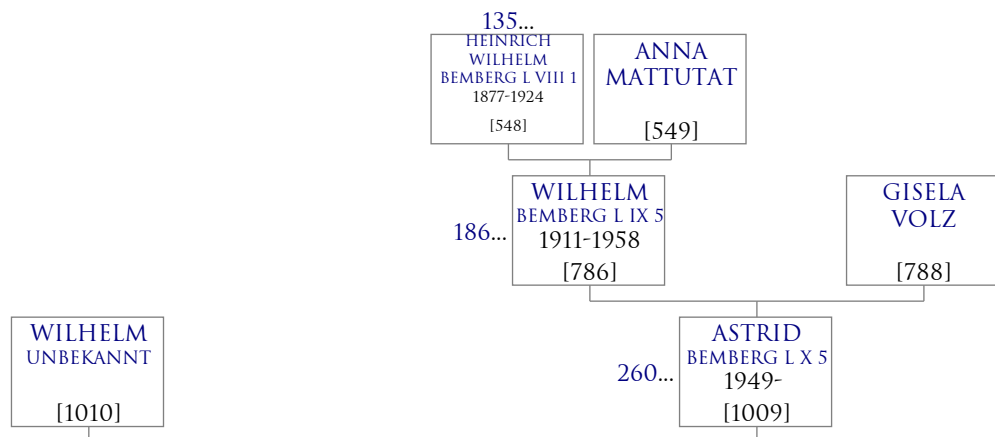 135...
HEINRICH
WILHELM
BEMBERG L VIII 1
1877-1924
[548]
ANNA
MATTUTAT
[549]
186...
WILHELM
BEMBERG L IX 5
1911-1958
[786]
GISELA
VOLZ
[788]
WILHELM
UNBEKANNT
[1010]
260...
ASTRID
BEMBERG L X 5
1949-
[1009]